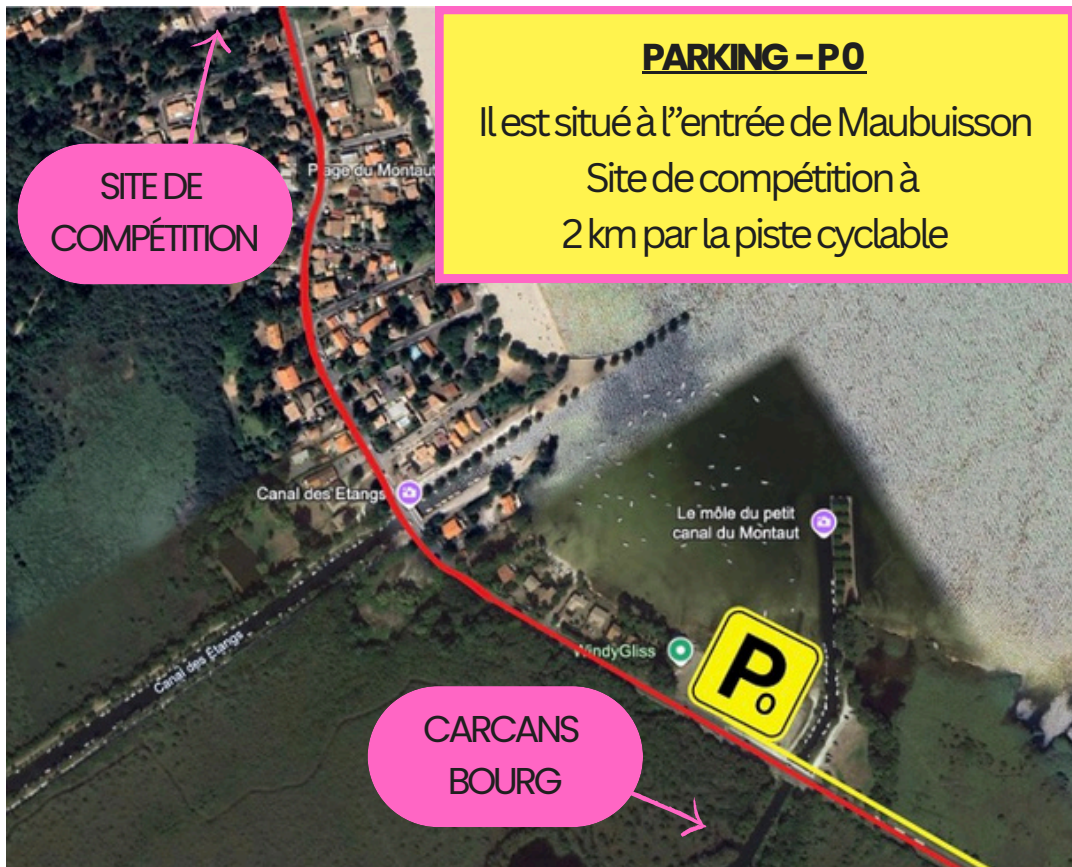 PARKING - P0
Il est situé à l''entrée de Maubuisson
Site de compétition à
2 km par la piste cyclable
SITE DE
COMPÉTITION
Plage du Montaut
Canal des Etangs
Le môle du petit
canal du Montaut
Canal des Étangs
WindyGliss
P0
CARCANS
BOURG